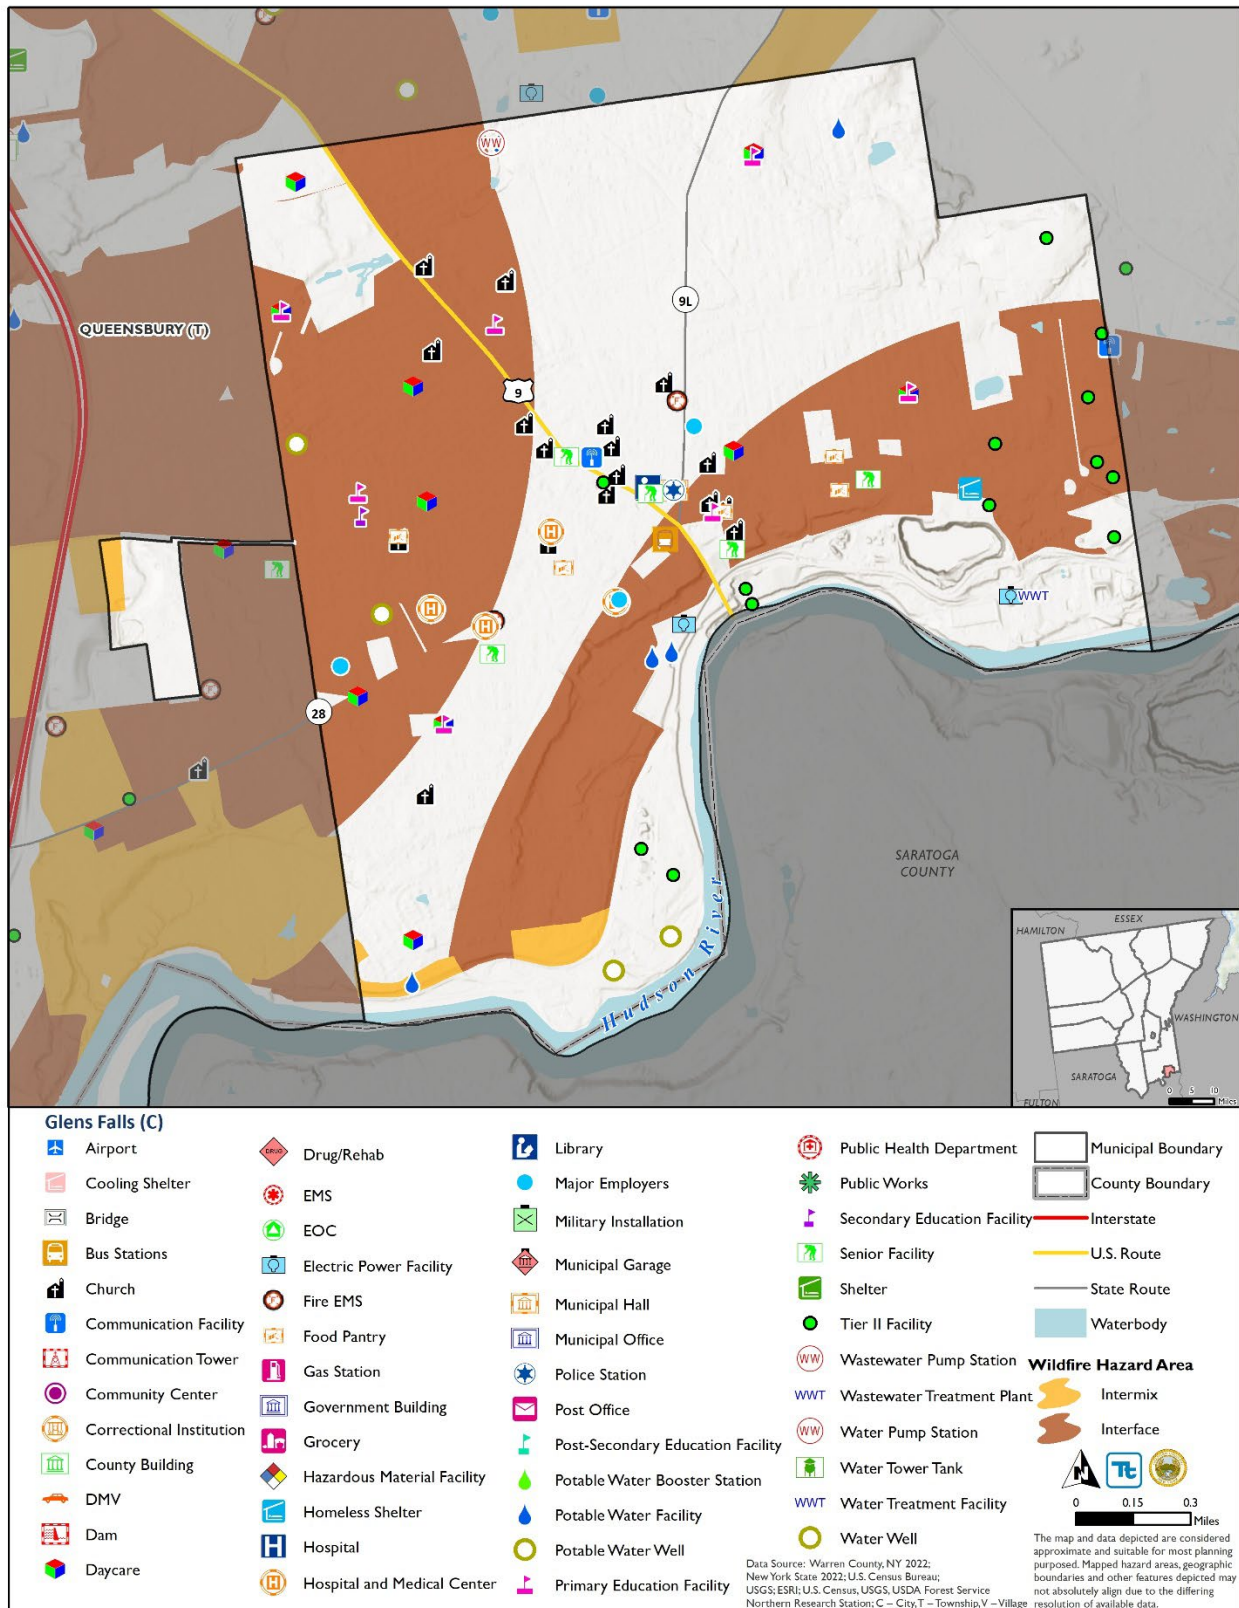 WW
QUEENSBURY (T)
9L
9
F
H
H
H
WWT
28
F
F
SARATOGA
COUNTY
Hudson River
ESSEX
HAMILTON
WASHINGTON
SARATOGA
0 5 10
Miles
FULTON
Glens Falls (C)
Airport
Cooling Shelter
Bridge
Bus Stations
Church
Communication Facility
Communication Tower
Community Center
Correctional Institution
County Building
DMV
Dam
Daycare
DRUG
Drug/Rehab
EMS
EOC
Electric Power Facility
F
Fire EMS
Food Pantry
Gas Station
Government Building
Grocery
Hazardous Material Facility
Homeless Shelter
H
Hospital
H
Hospital and Medical Center
Library
Major Employers
Military Installation
Municipal Garage
Municipal Hall
Municipal Office
Police Station
Post Office
Post-Secondary Education Facility
Potable Water Booster Station
Potable Water Facility
Potable Water Well
Primary Education Facility
Public Health Department
Public Works
Secondary Education Facility
Senior Facility
Shelter
Tier II Facility
WW
Wastewater Pump Station
WWT
Wastewater Treatment Plant
WW
Water Pump Station
Water Tower Tank
WWT
Water Treatment Facility
Water Well
Municipal Boundary
County Boundary
Interstate
U.S. Route
State Route
Waterbody
Wildfire Hazard Area
Intermix
Interface
N
Tt
0 0.15 0.3
Miles
Data Source: Warren County, NY 2022;
New York State 2022; U.S. Census Bureau;
USGS; ESRI; U.S. Census, USGS, USDA Forest Service
Northern Research Station; C – City, T – Township, V – Village
The map and data depicted are considered
approximate and suitable for most planning
purposed. Mapped hazard areas, geographic
boundaries and other features depicted may
not absolutely align due to the differing
resolution of available data.